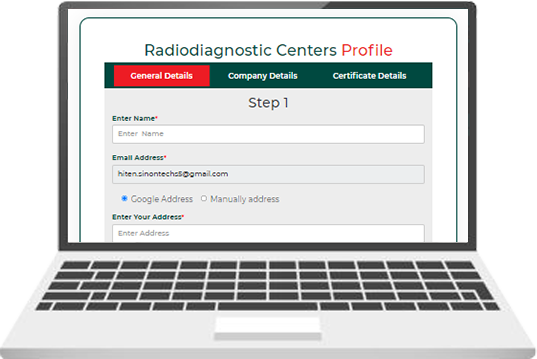 Radiodiagnostic Centers Profile
General Details Company Details Certificate Details
Step 1
Enter Name*
Enter Name
Email Address*
hiten.sinontechs5@gmail.com
Google Address Manually address
Enter Your Address*
Enter Address